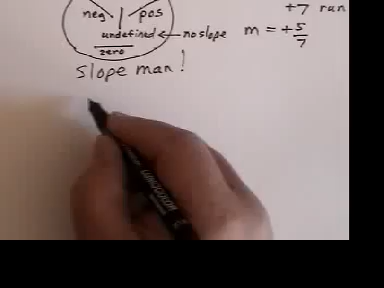 +7 run
neg pos
undefined ← no slope
m = +5/7
zero
slope man!